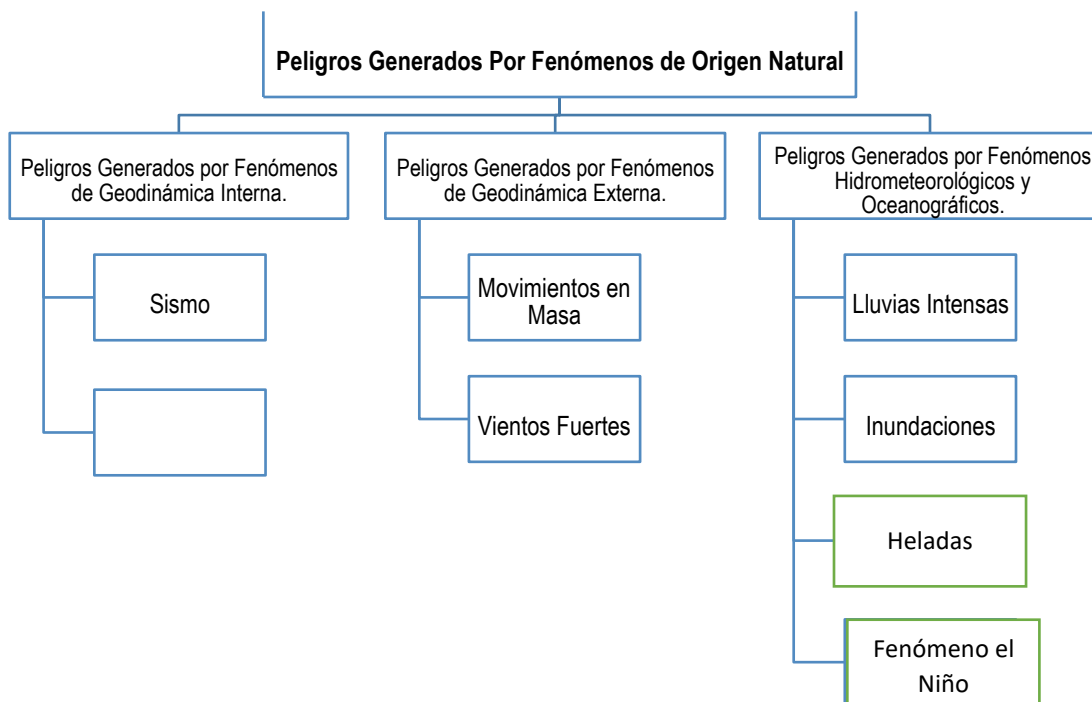 Peligros Generados Por Fenómenos de Origen Natural
Peligros Generados por Fenómenos
de Geodinámica Interna.
Peligros Generados por Fenómenos
de Geodinámica Externa.
Peligros Generados por Fenómenos
Hidrometeorológicos y
Oceanográficos.
Sismo
Movimientos en
Masa
Vientos Fuertes
Lluvias Intensas
Inundaciones
Heladas
Fenómeno el
Niño